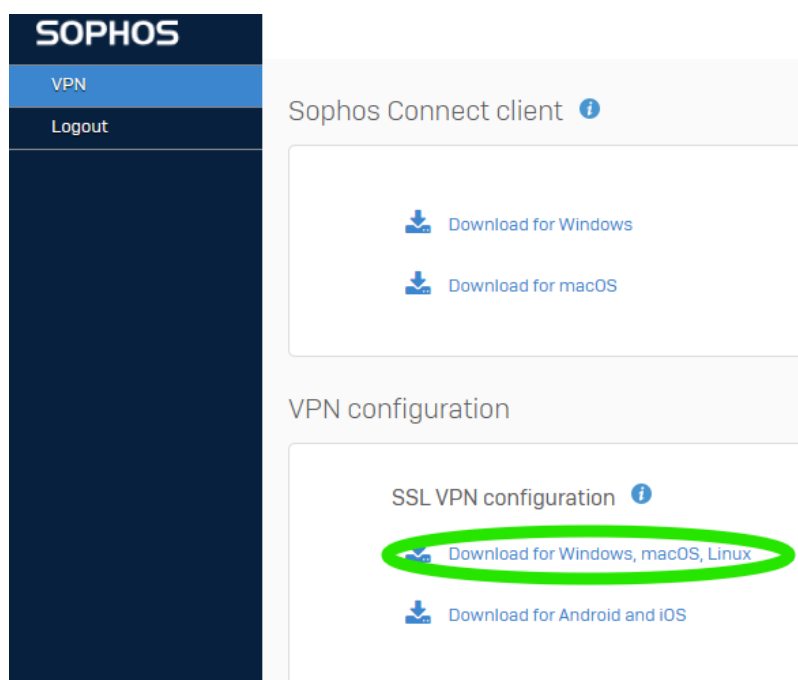 SOPHOS
VPN
Logout
Sophos Connect client
Download for Windows
Download for macOS
VPN configuration
SSL VPN configuration
Download for Windows, macOS, Linux
Download for Android and iOS